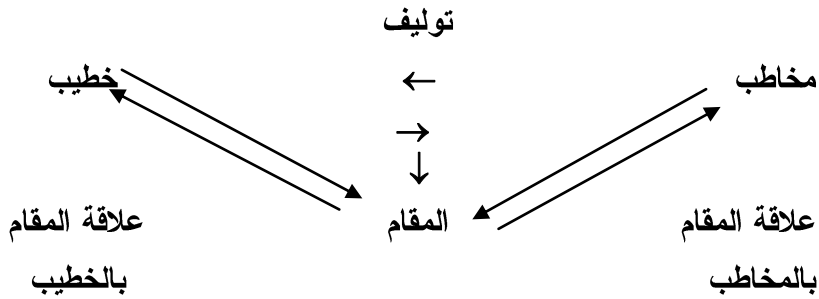 توليف
مخاطب ← خطيب
→
↓
علاقة المقام المقام علاقة المقام
بالمخاطب بالخطيب